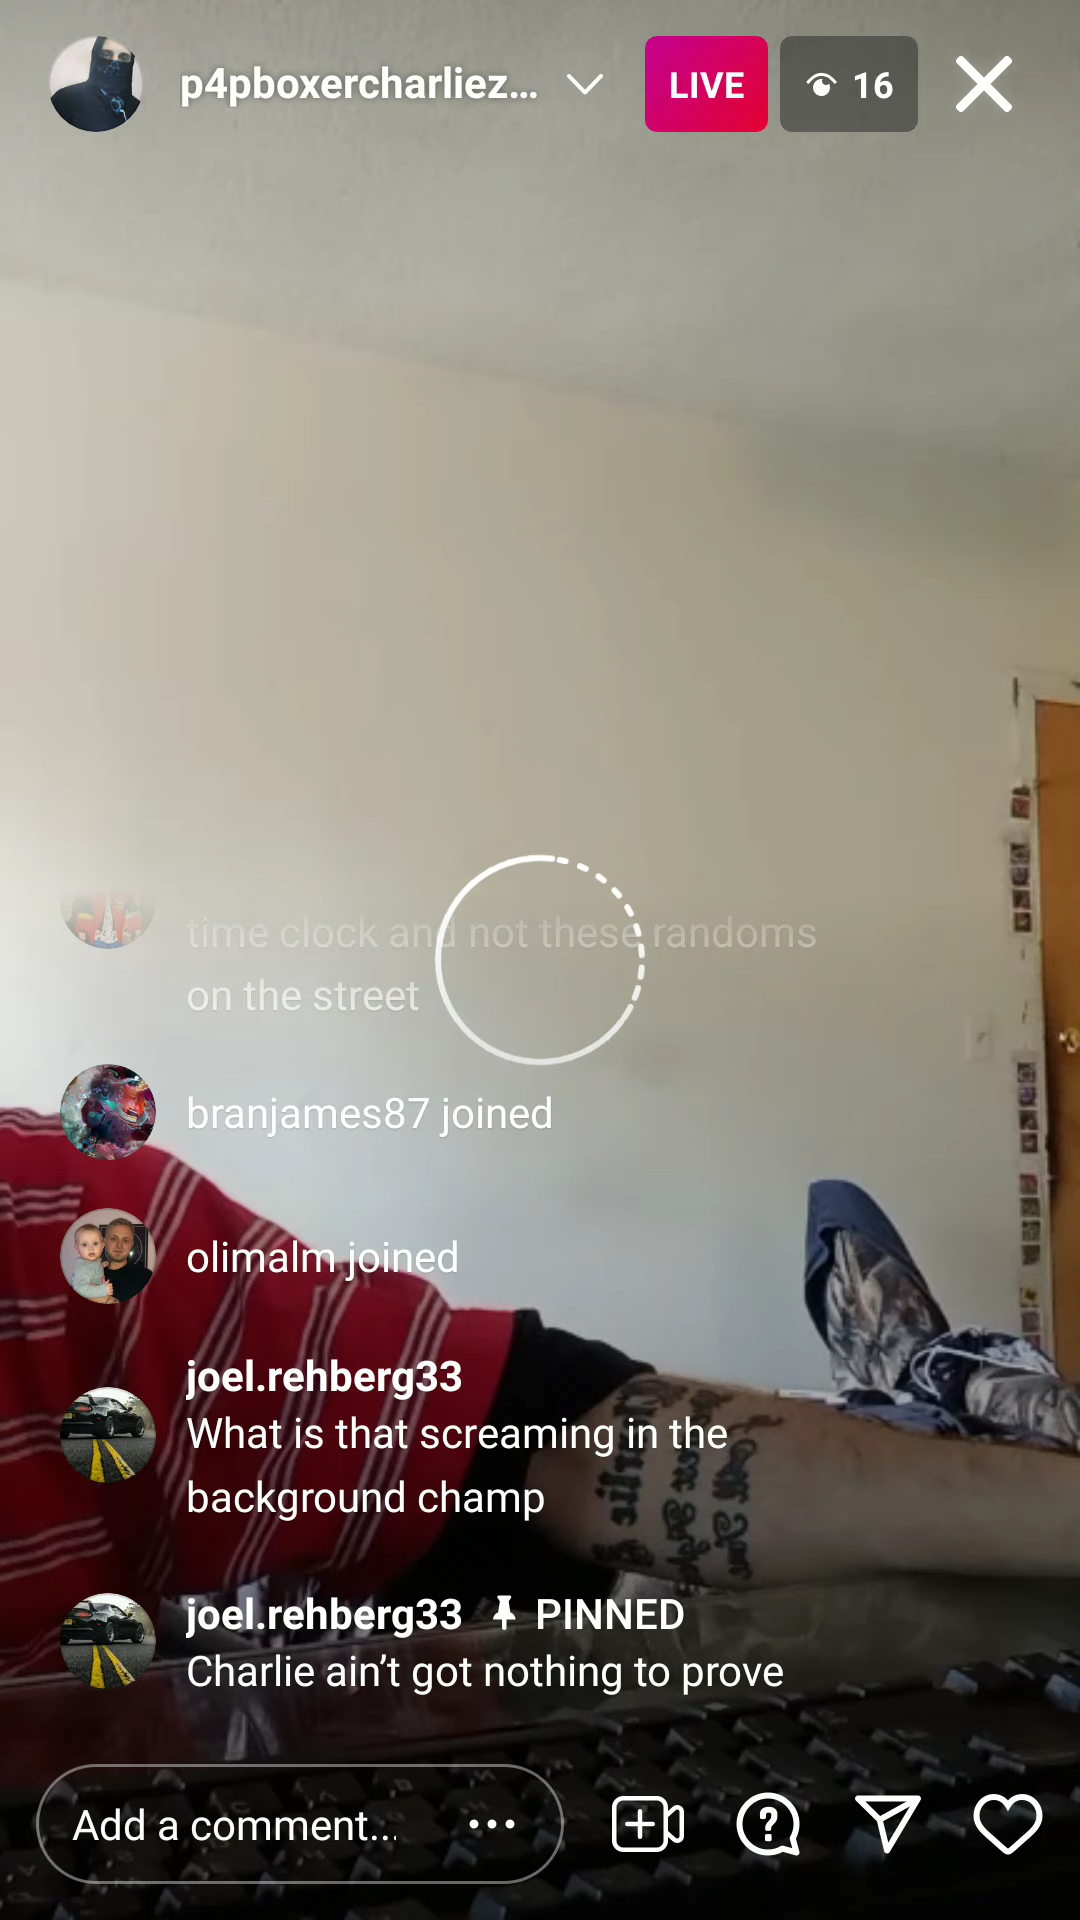 p4pboxercharliez...
LIVE
16
time clock and not these randoms
on the street
branjames87 joined
olimalm joined
joel.rehberg33
What is that screaming in the
background champ
joel.rehberg33 PINNED
Charlie ain't got nothing to prove
Add a comment...